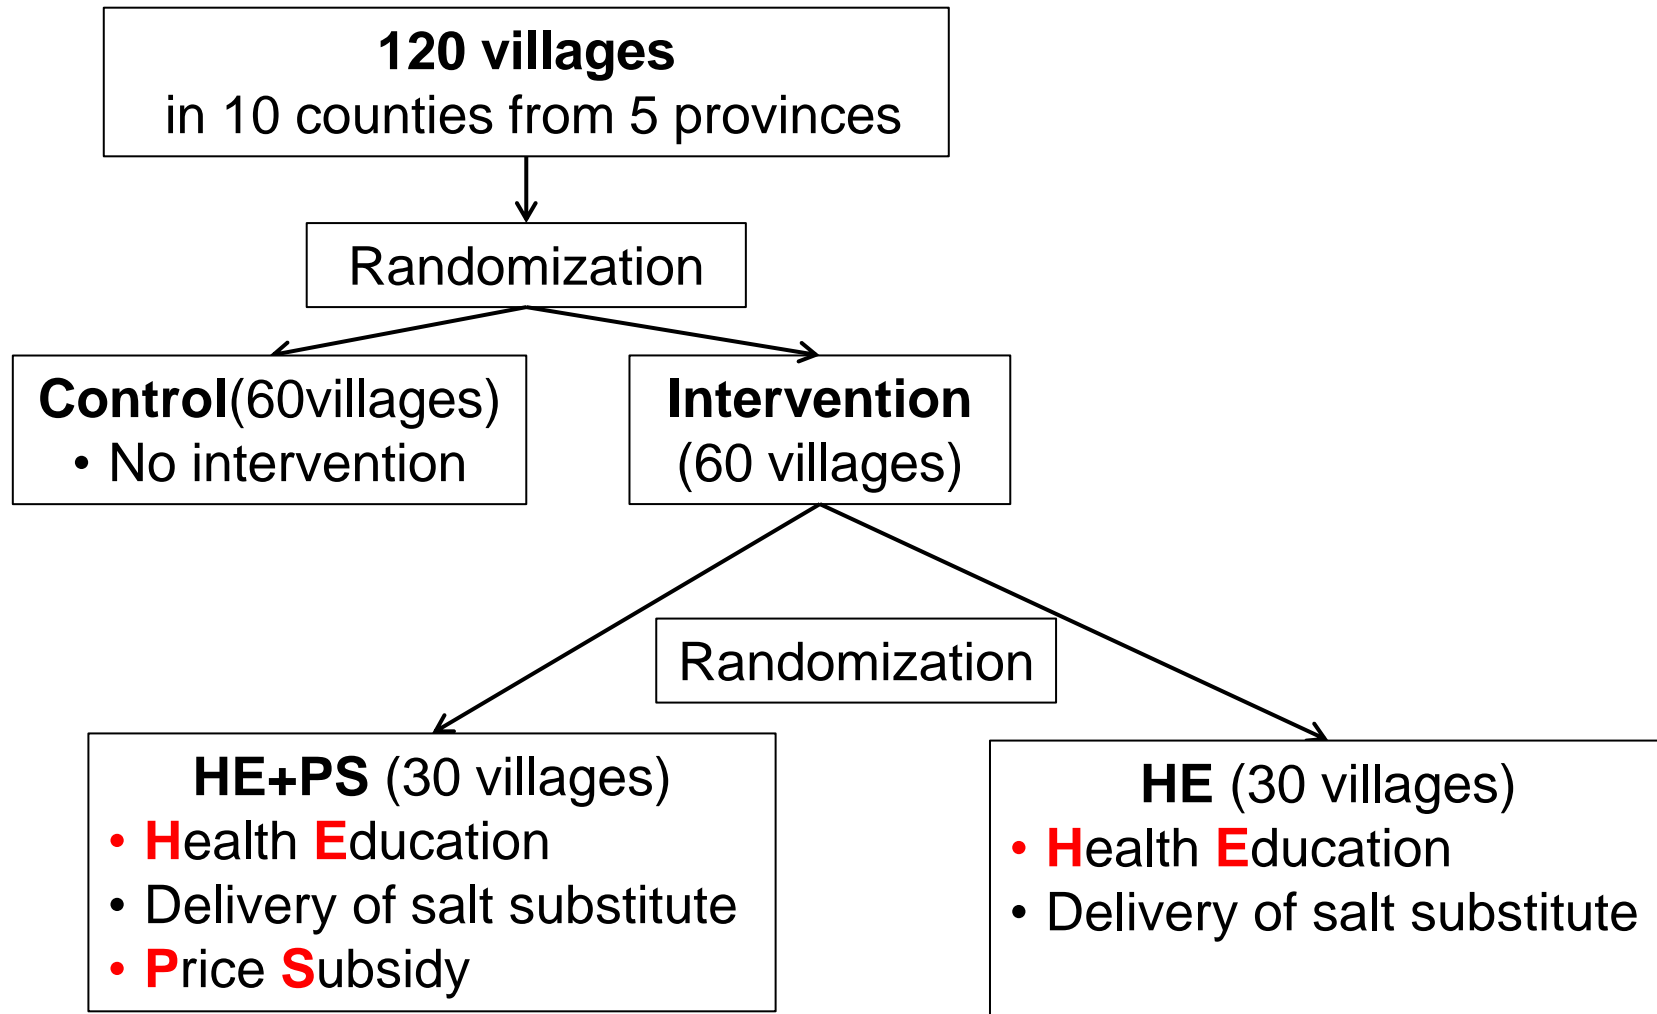 120 villages
in 10 counties from 5 provinces
Randomization
Control(60villages)
• No intervention
Intervention
(60 villages)
Randomization
HE+PS (30 villages)
• Health Education
• Delivery of salt substitute
• Price Subsidy
HE (30 villages)
• Health Education
• Delivery of salt substitute